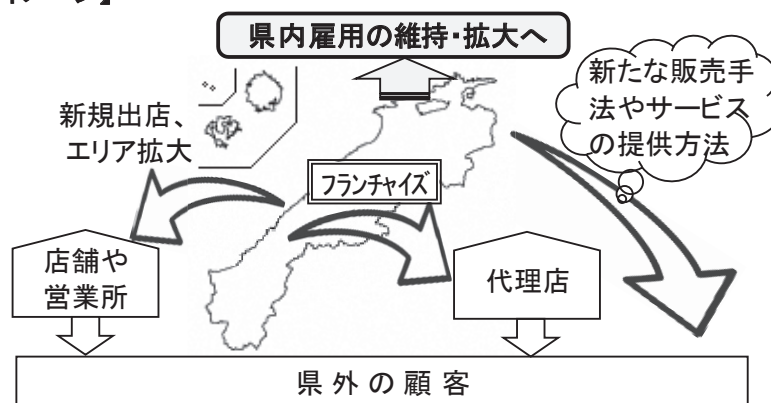 県内雇用の維持・拡大へ
新規出店、
エリア拡大
新たな販売手
法やサービス
の提供方法
フランチャイズ
店舗や
営業所
代理店
県外の顧客